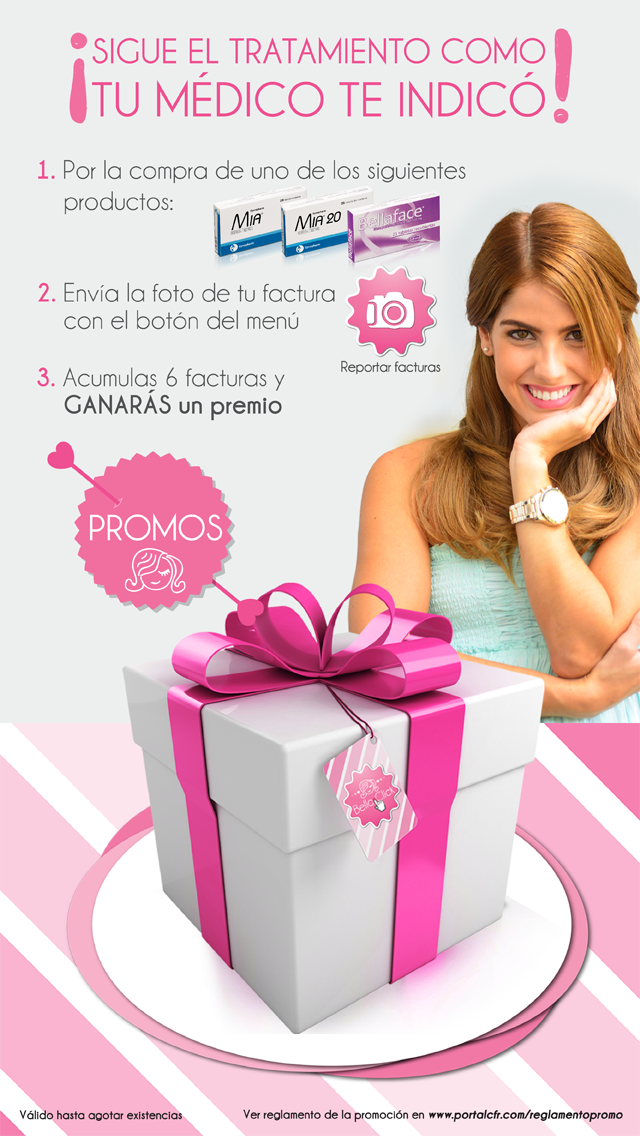 ¡SIGUE EL TRATAMIENTO COMO
TU MÉDICO TE INDICÓ!
1. Por la compra de uno de los siguientes
productos:
MIA
MIA 20
Bellaface
2. Envía la foto de tu factura
con el botón del menú
Reportar facturas
3. Acumulas 6 facturas y
GANARÁS un premio
PROMOS
Bella Click
Válido hasta agotar existencias
Ver reglamento de la promoción en www.portalcfr.com/reglamentopromo